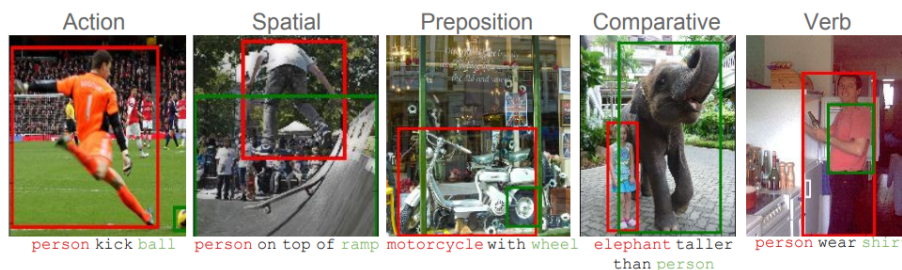 Action
Spatial
Preposition
Comparative
Verb
person kick ball
person on top of ramp
motorcycle with wheel
elephant taller
than person
person wear shir